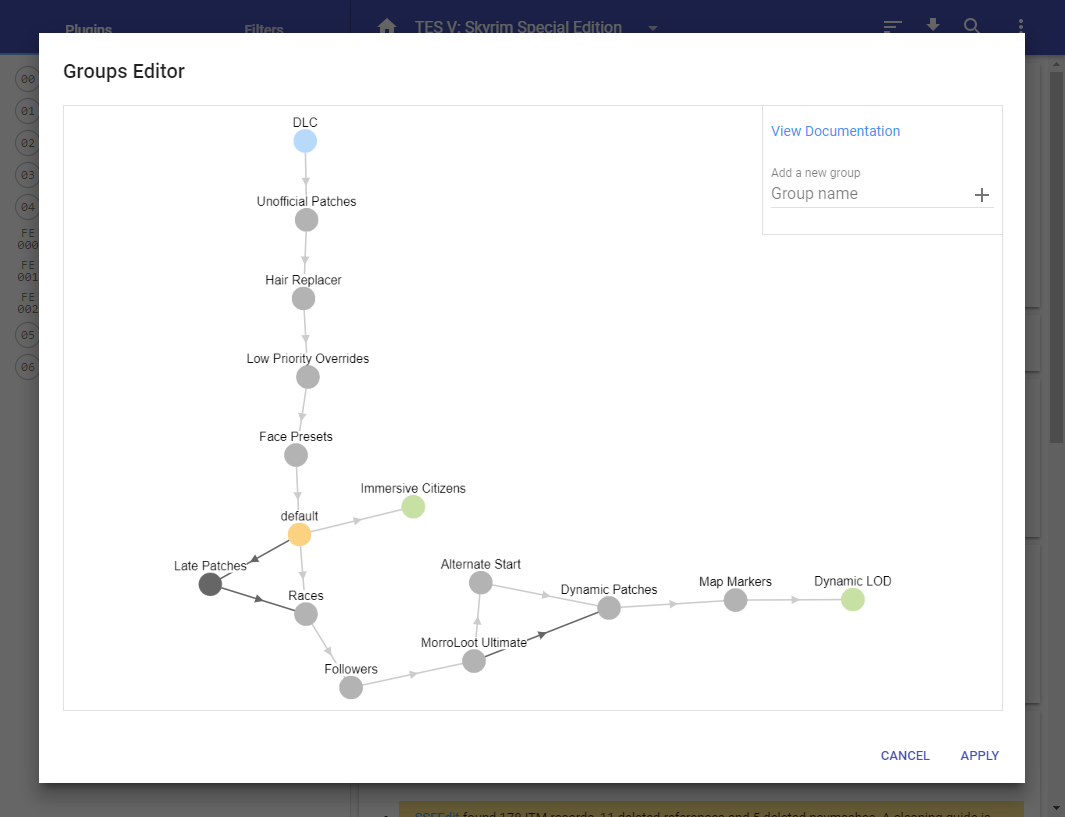 Plugins
Filters
TES V: Skyrim Special Edition
Groups Editor
00
01
02
03
04
FE
000
FE
001
FE
002
05
06
DLC
Unofficial Patches
Hair Replacer
Low Priority Overrides
Face Presets
Immersive Citizens
default
Late Patches
Races
Followers
Alternate Start
MorroLoot Ultimate
Dynamic Patches
Map Markers
Dynamic LOD
View Documentation
Add a new group
Group name
CANCEL
APPLY
SSEEdit found 178 ITM records, 11 deleted references and 5 deleted navmeshes. A cleaning guide is